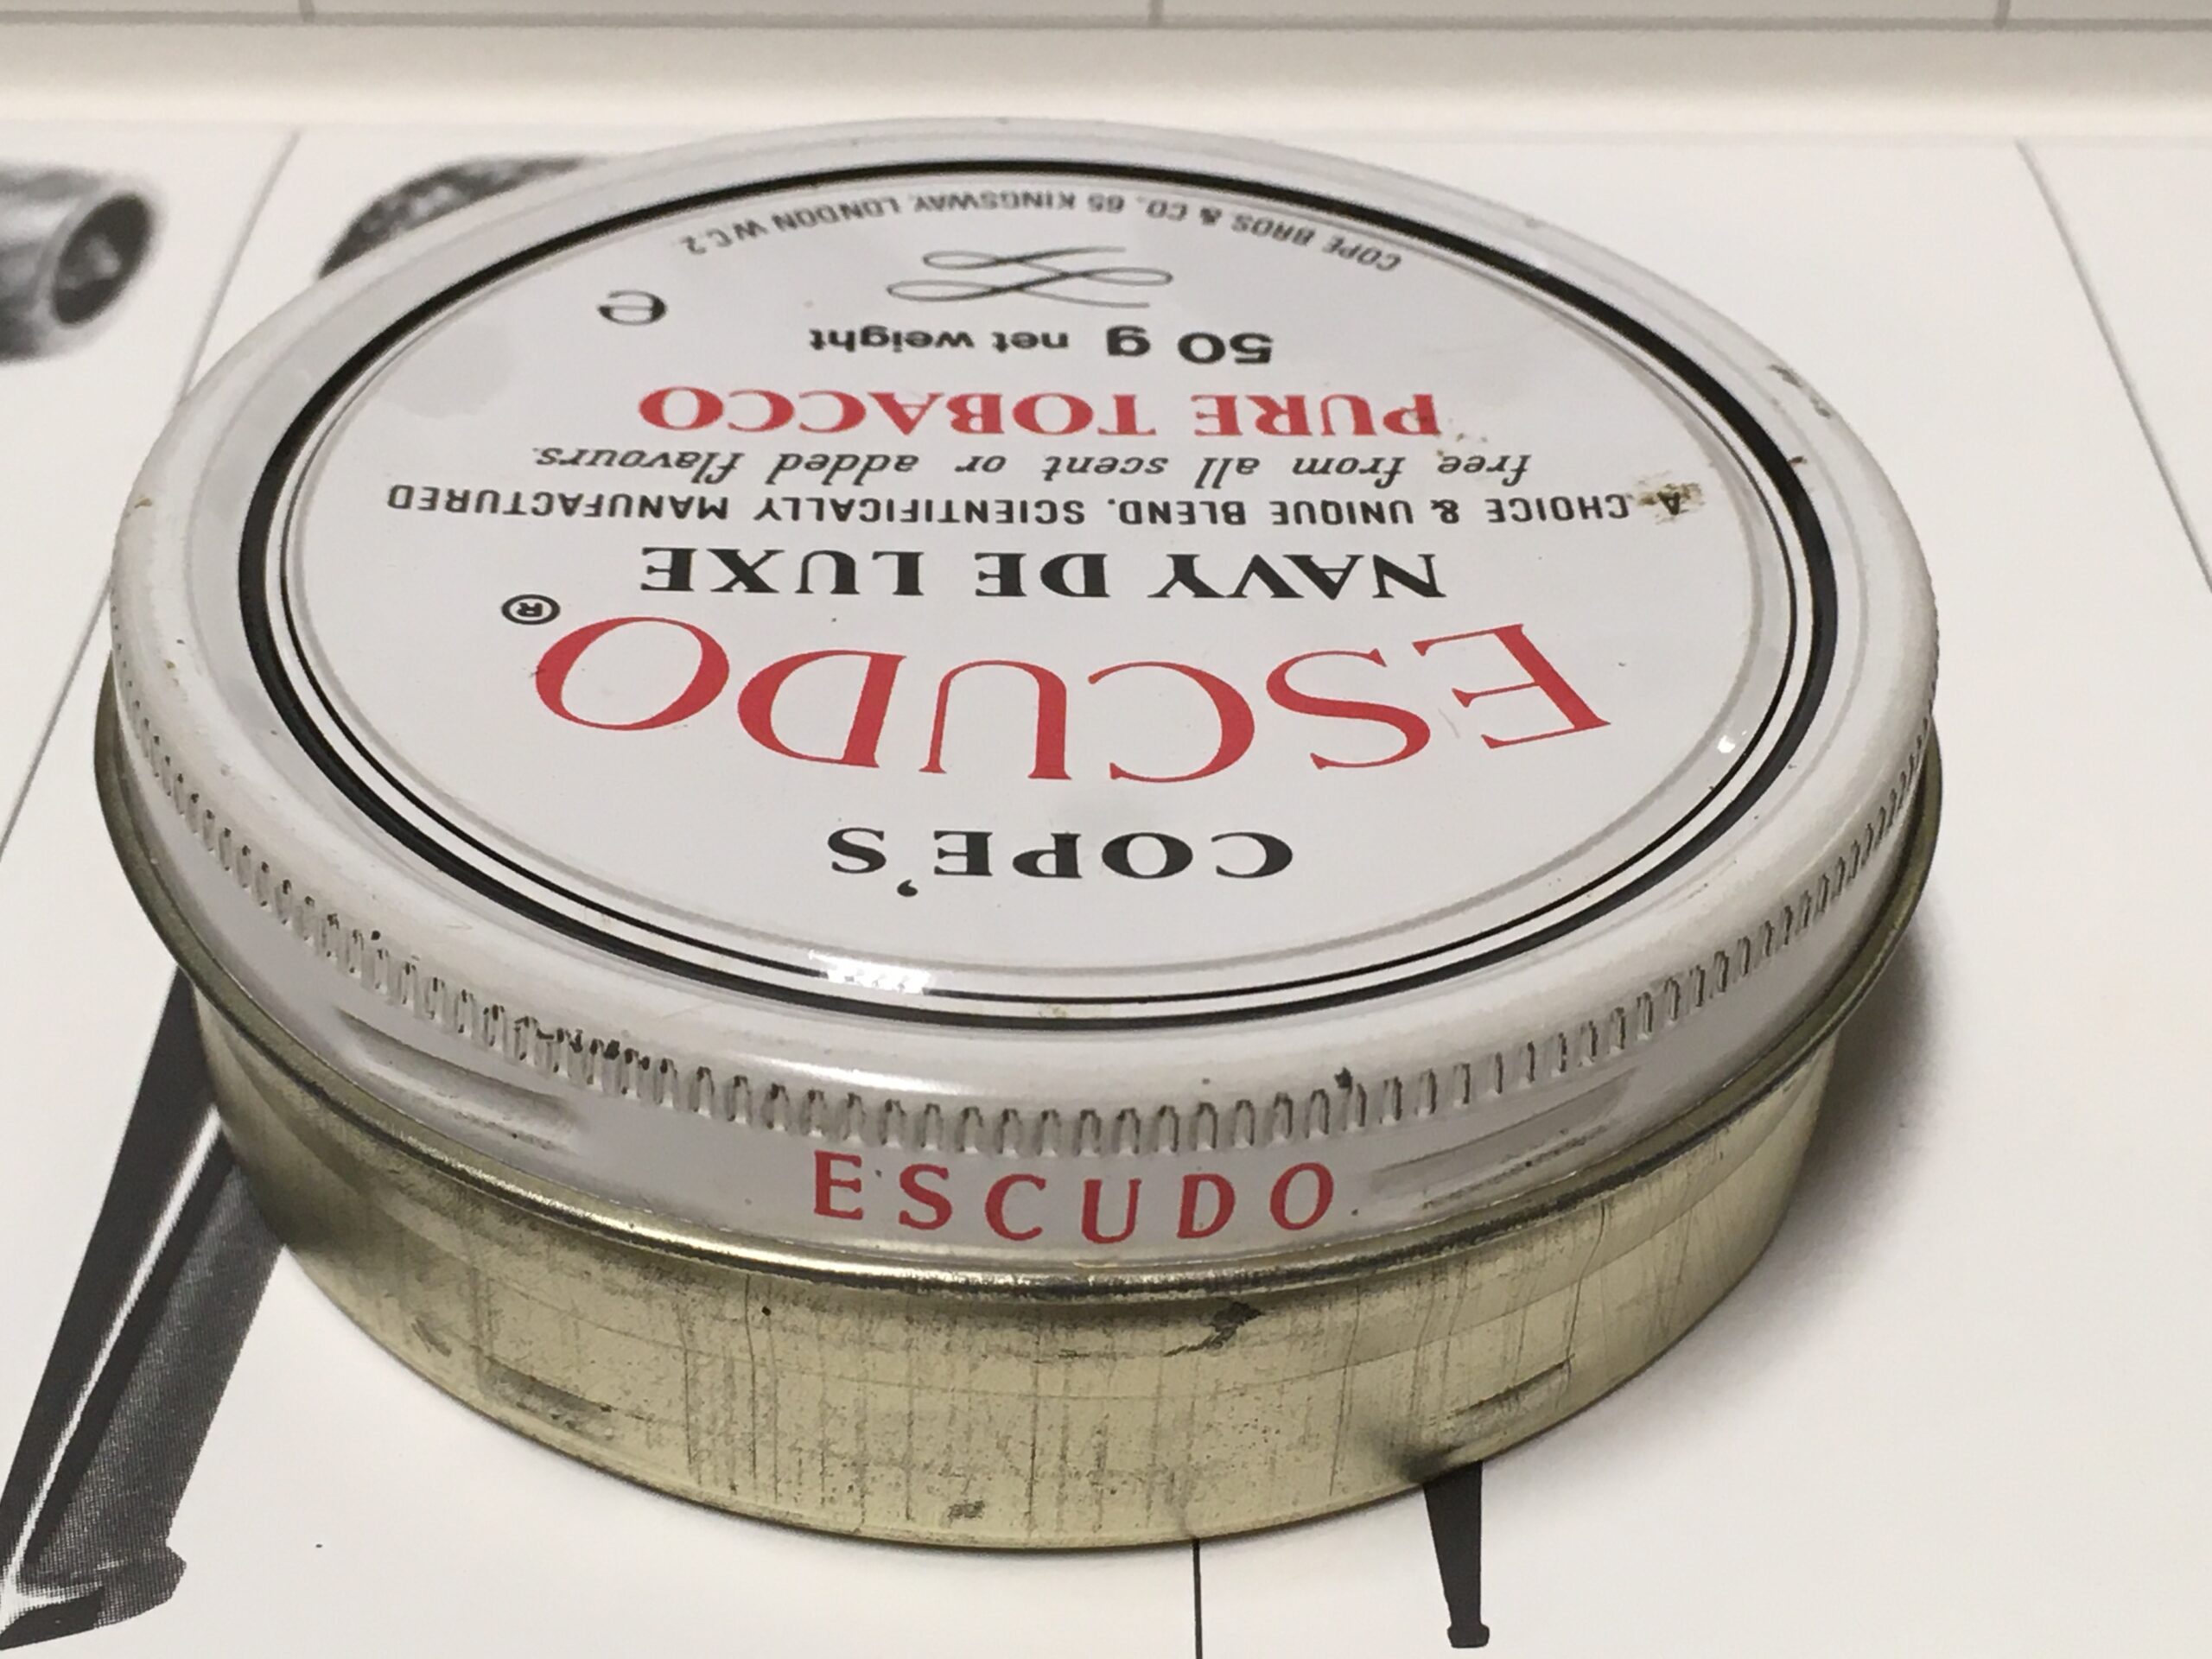 COPE'S
ESCUDO®
NAVY DE LUXE
A CHOICE & UNIQUE BLEND. SCIENTIFICALLY MANUFACTURED
free from all scent or added flavours.
PURE TOBACCO
50 g net weight e
COPE BROS & CO. 65 KINGSWAY, LONDON W.C.2
ESCUDO